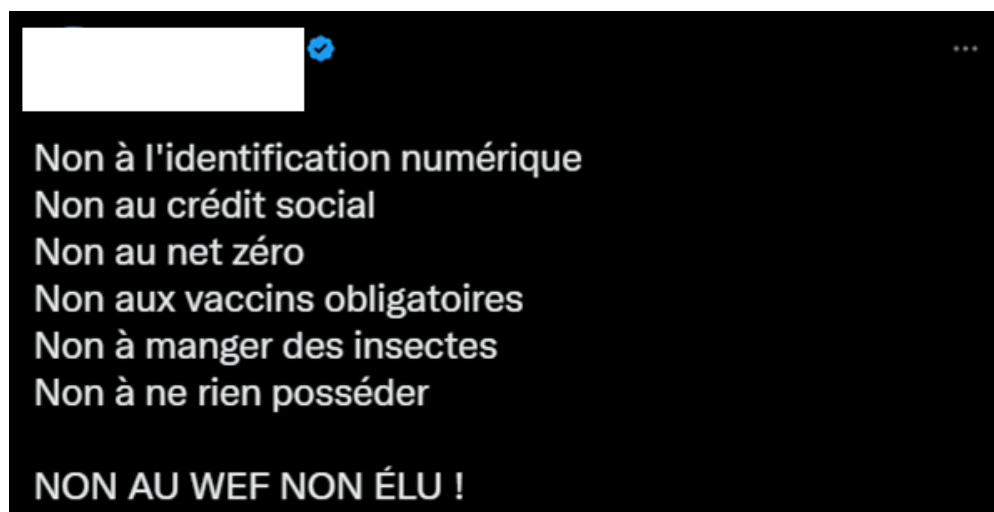 Non à l'identification numérique
Non au crédit social
Non au net zéro
Non aux vaccins obligatoires
Non à manger des insectes
Non à ne rien posséder
NON AU WEF NON ÉLU !